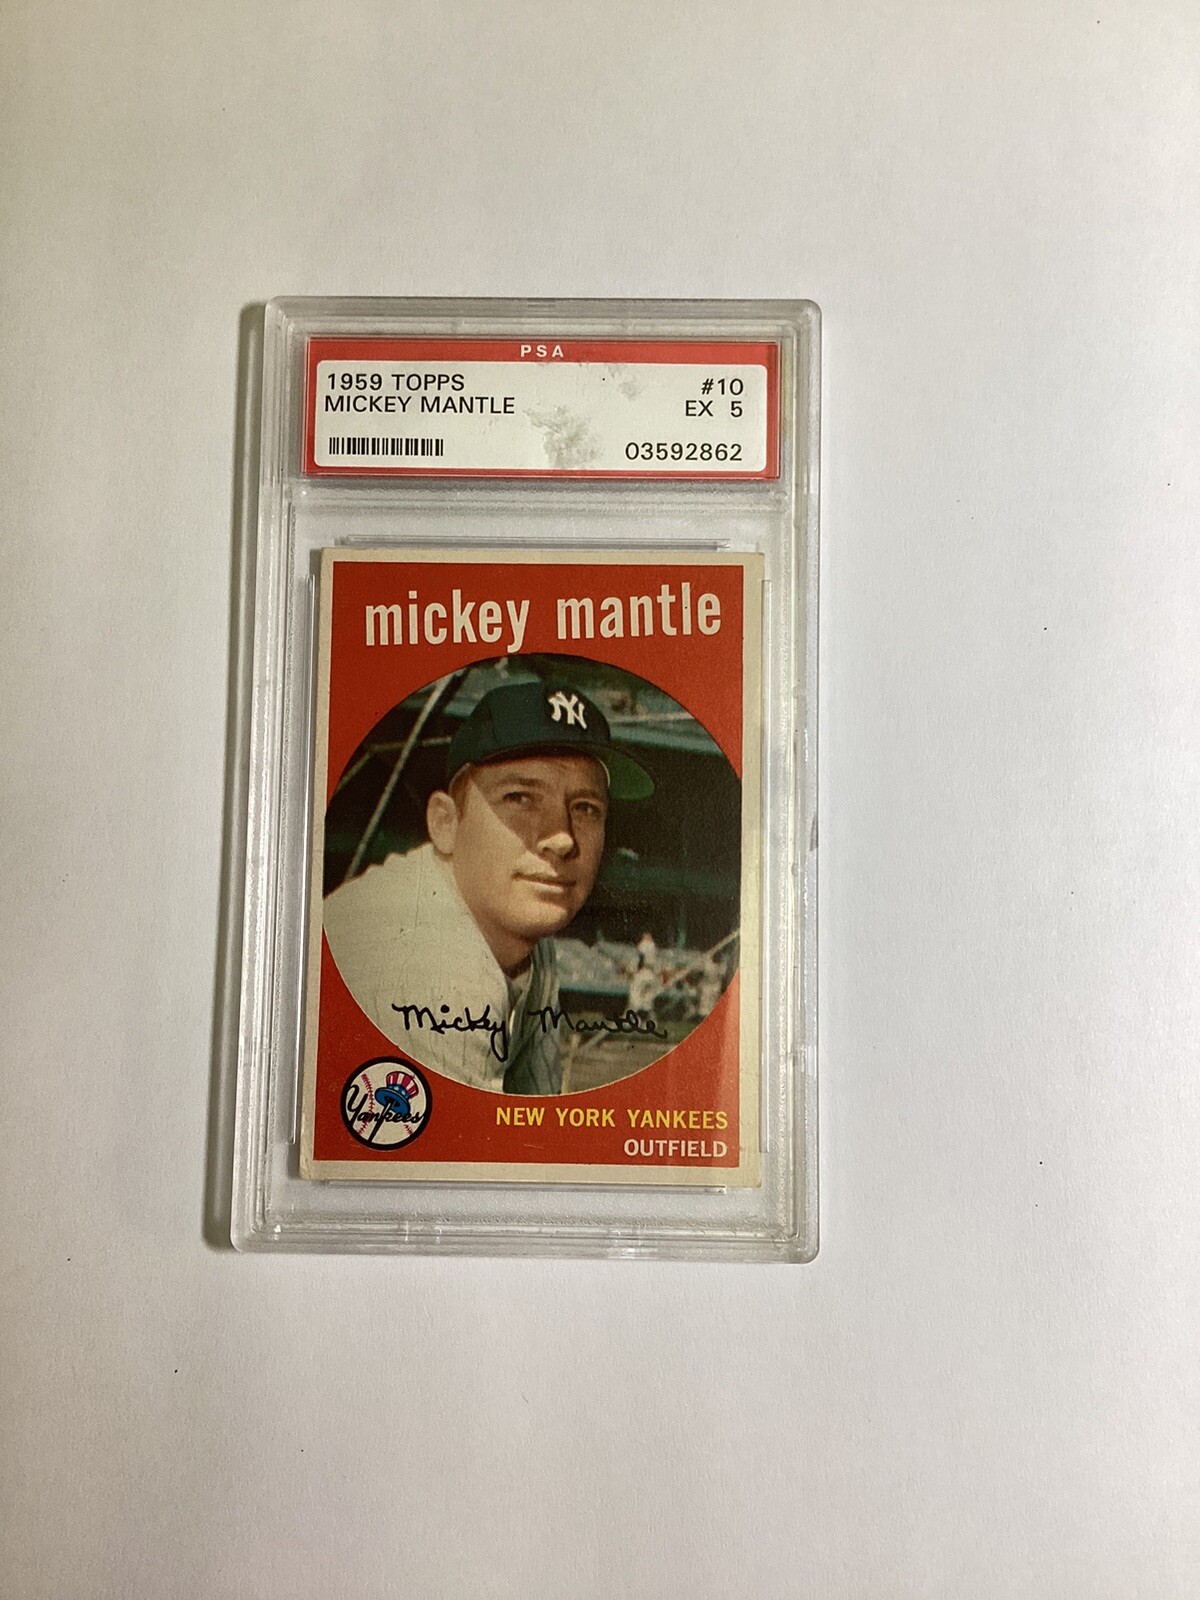 PSA
1959 TOPPS
#10
MICKEY MANTLE
EX 5
03592862
mickey mantle
NY
Mickey Mantle
Yankees
NEW YORK YANKEES
OUTFIELD